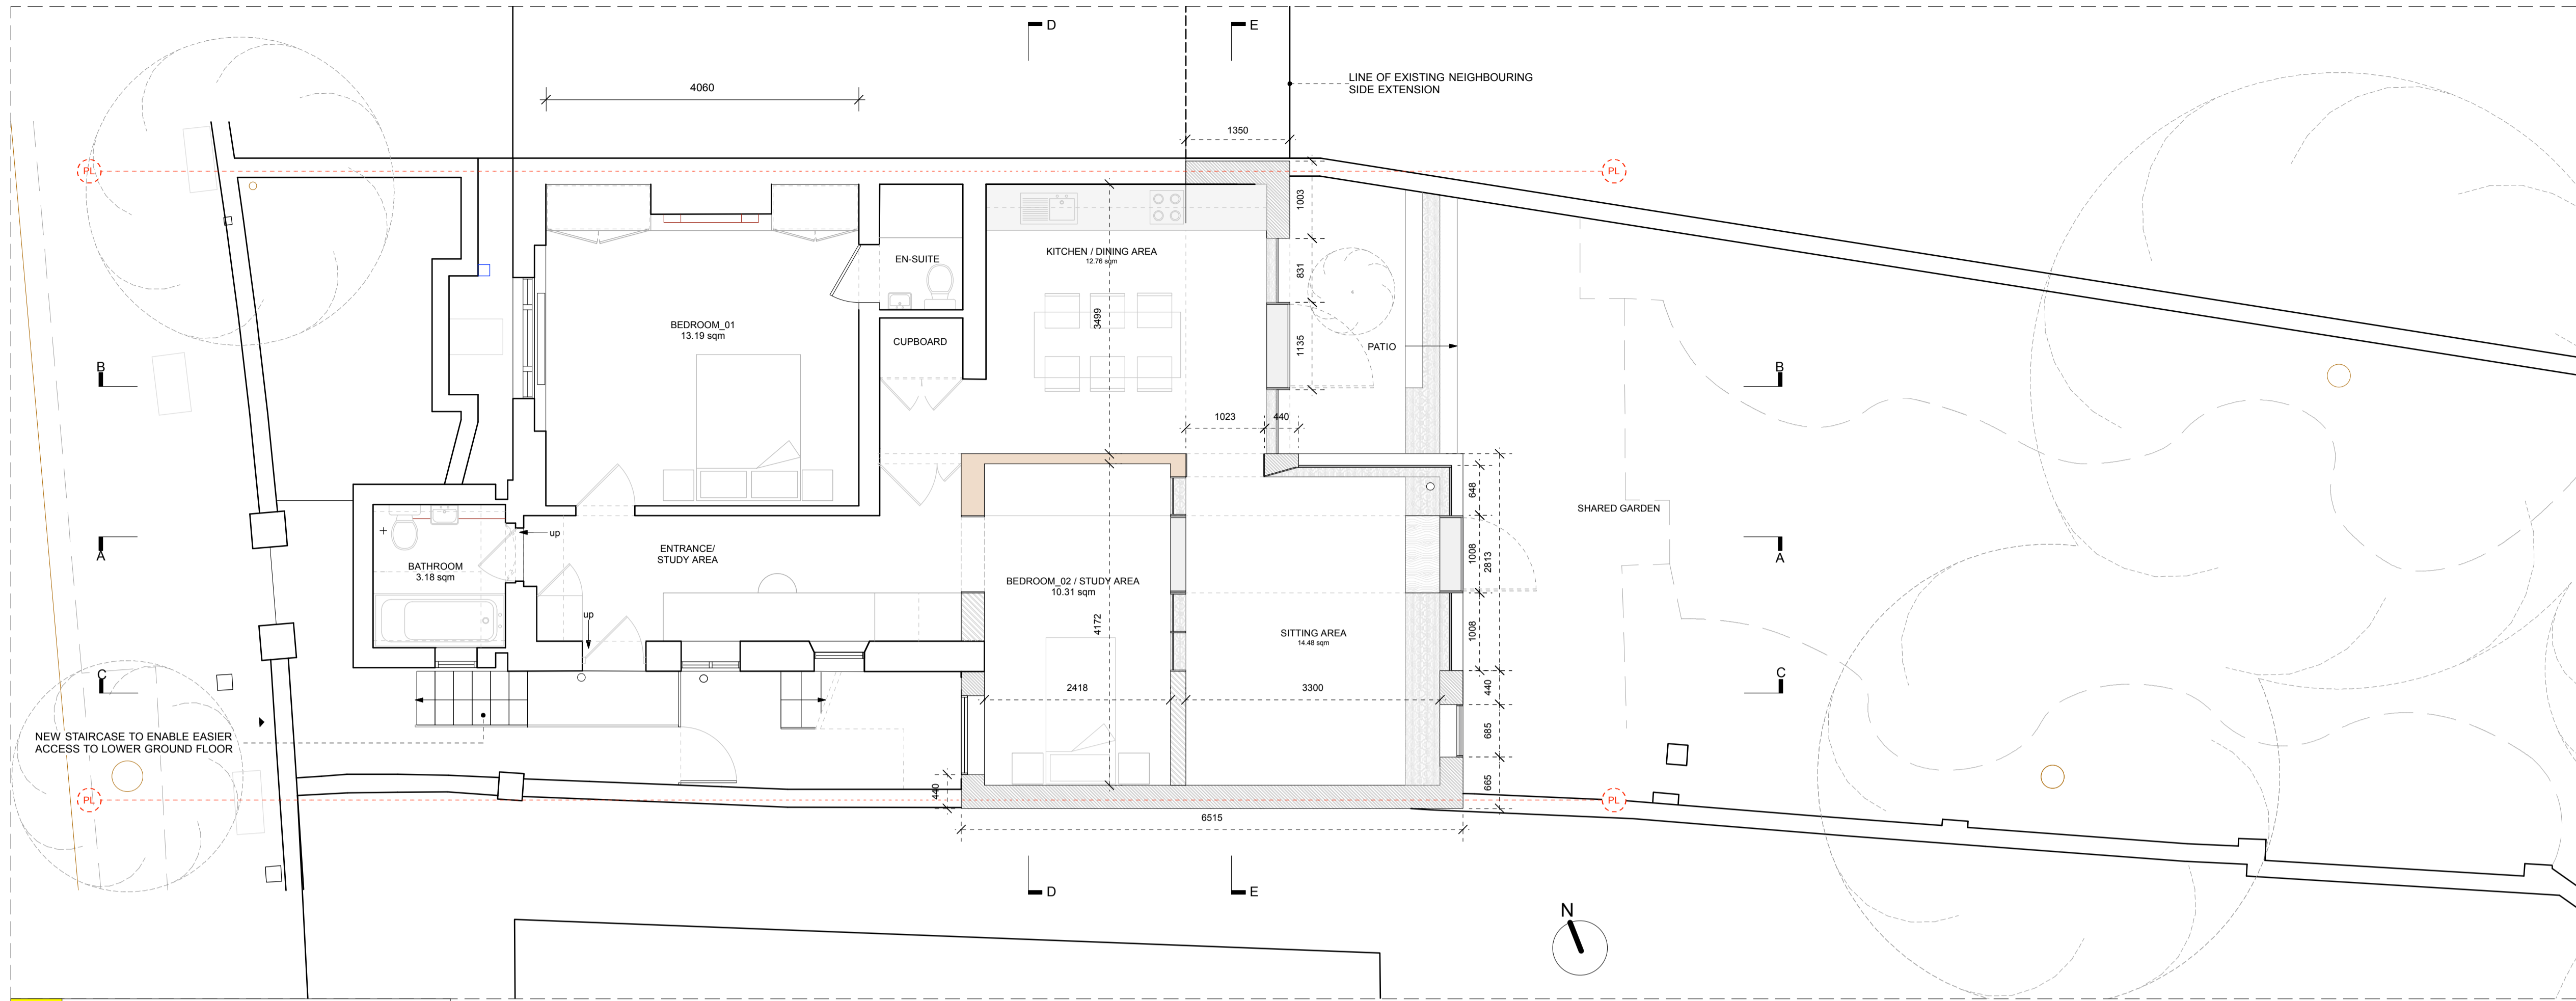 D
E
LINE OF EXISTING NEIGHBOURING
SIDE EXTENSION
4060
1350
PL
PL
1003
KITCHEN / DINING AREA
12.76 sqm
EN-SUITE
831
BEDROOM_01
13.19 sqm
3499
CUPBOARD
1135
PATIO
B
B
1023
440
648
SHARED GARDEN
up
ENTRANCE/
STUDY AREA
A
A
1008
2813
BATHROOM
3.18 sqm
BEDROOM_02 / STUDY AREA
10.31 sqm
up
4172
SITTING AREA
14.48 sqm
1008
C
C
2418
3300
440
NEW STAIRCASE TO ENABLE EASIER
ACCESS TO LOWER GROUND FLOOR
685
665
440
PL
PL
6515
D
E
N